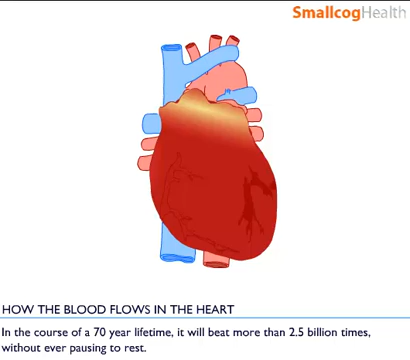 SmallcogHealth
HOW THE BLOOD FLOWS IN THE HEART
In the course of a 70 year lifetime, it will beat more than 2.5 billion times,
without ever pausing to rest.